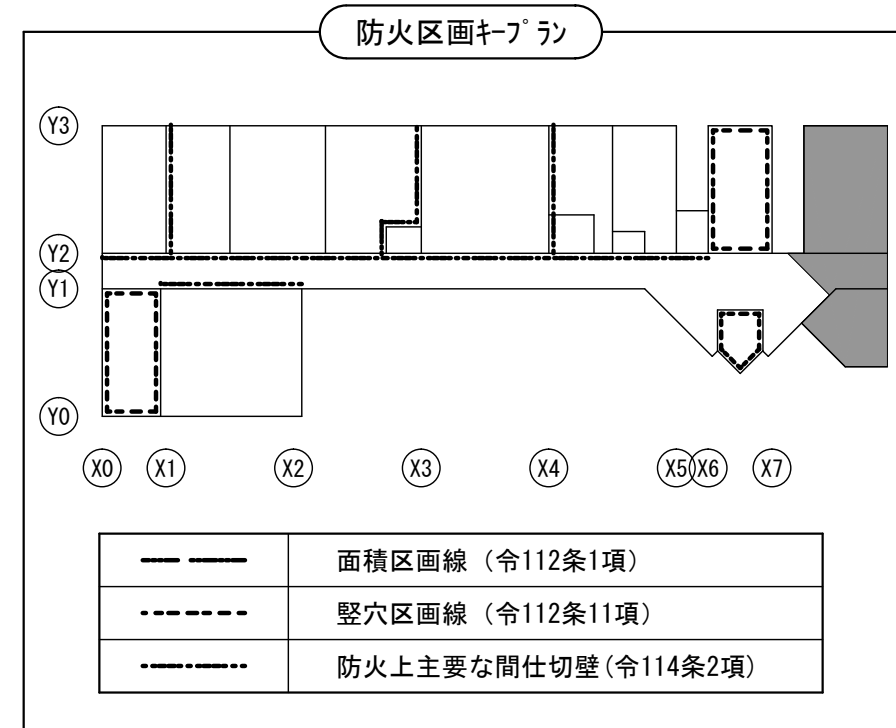 防火区画ｷｰﾌﾟﾗﾝ
Y3
Y2
Y1
Y0
X0 X1 X2 X3 X4 X5 X6 X7
面積区画線（令112条1項）
竪穴区画線（令112条11項）
防火上主要な間仕切壁(令114条2項)